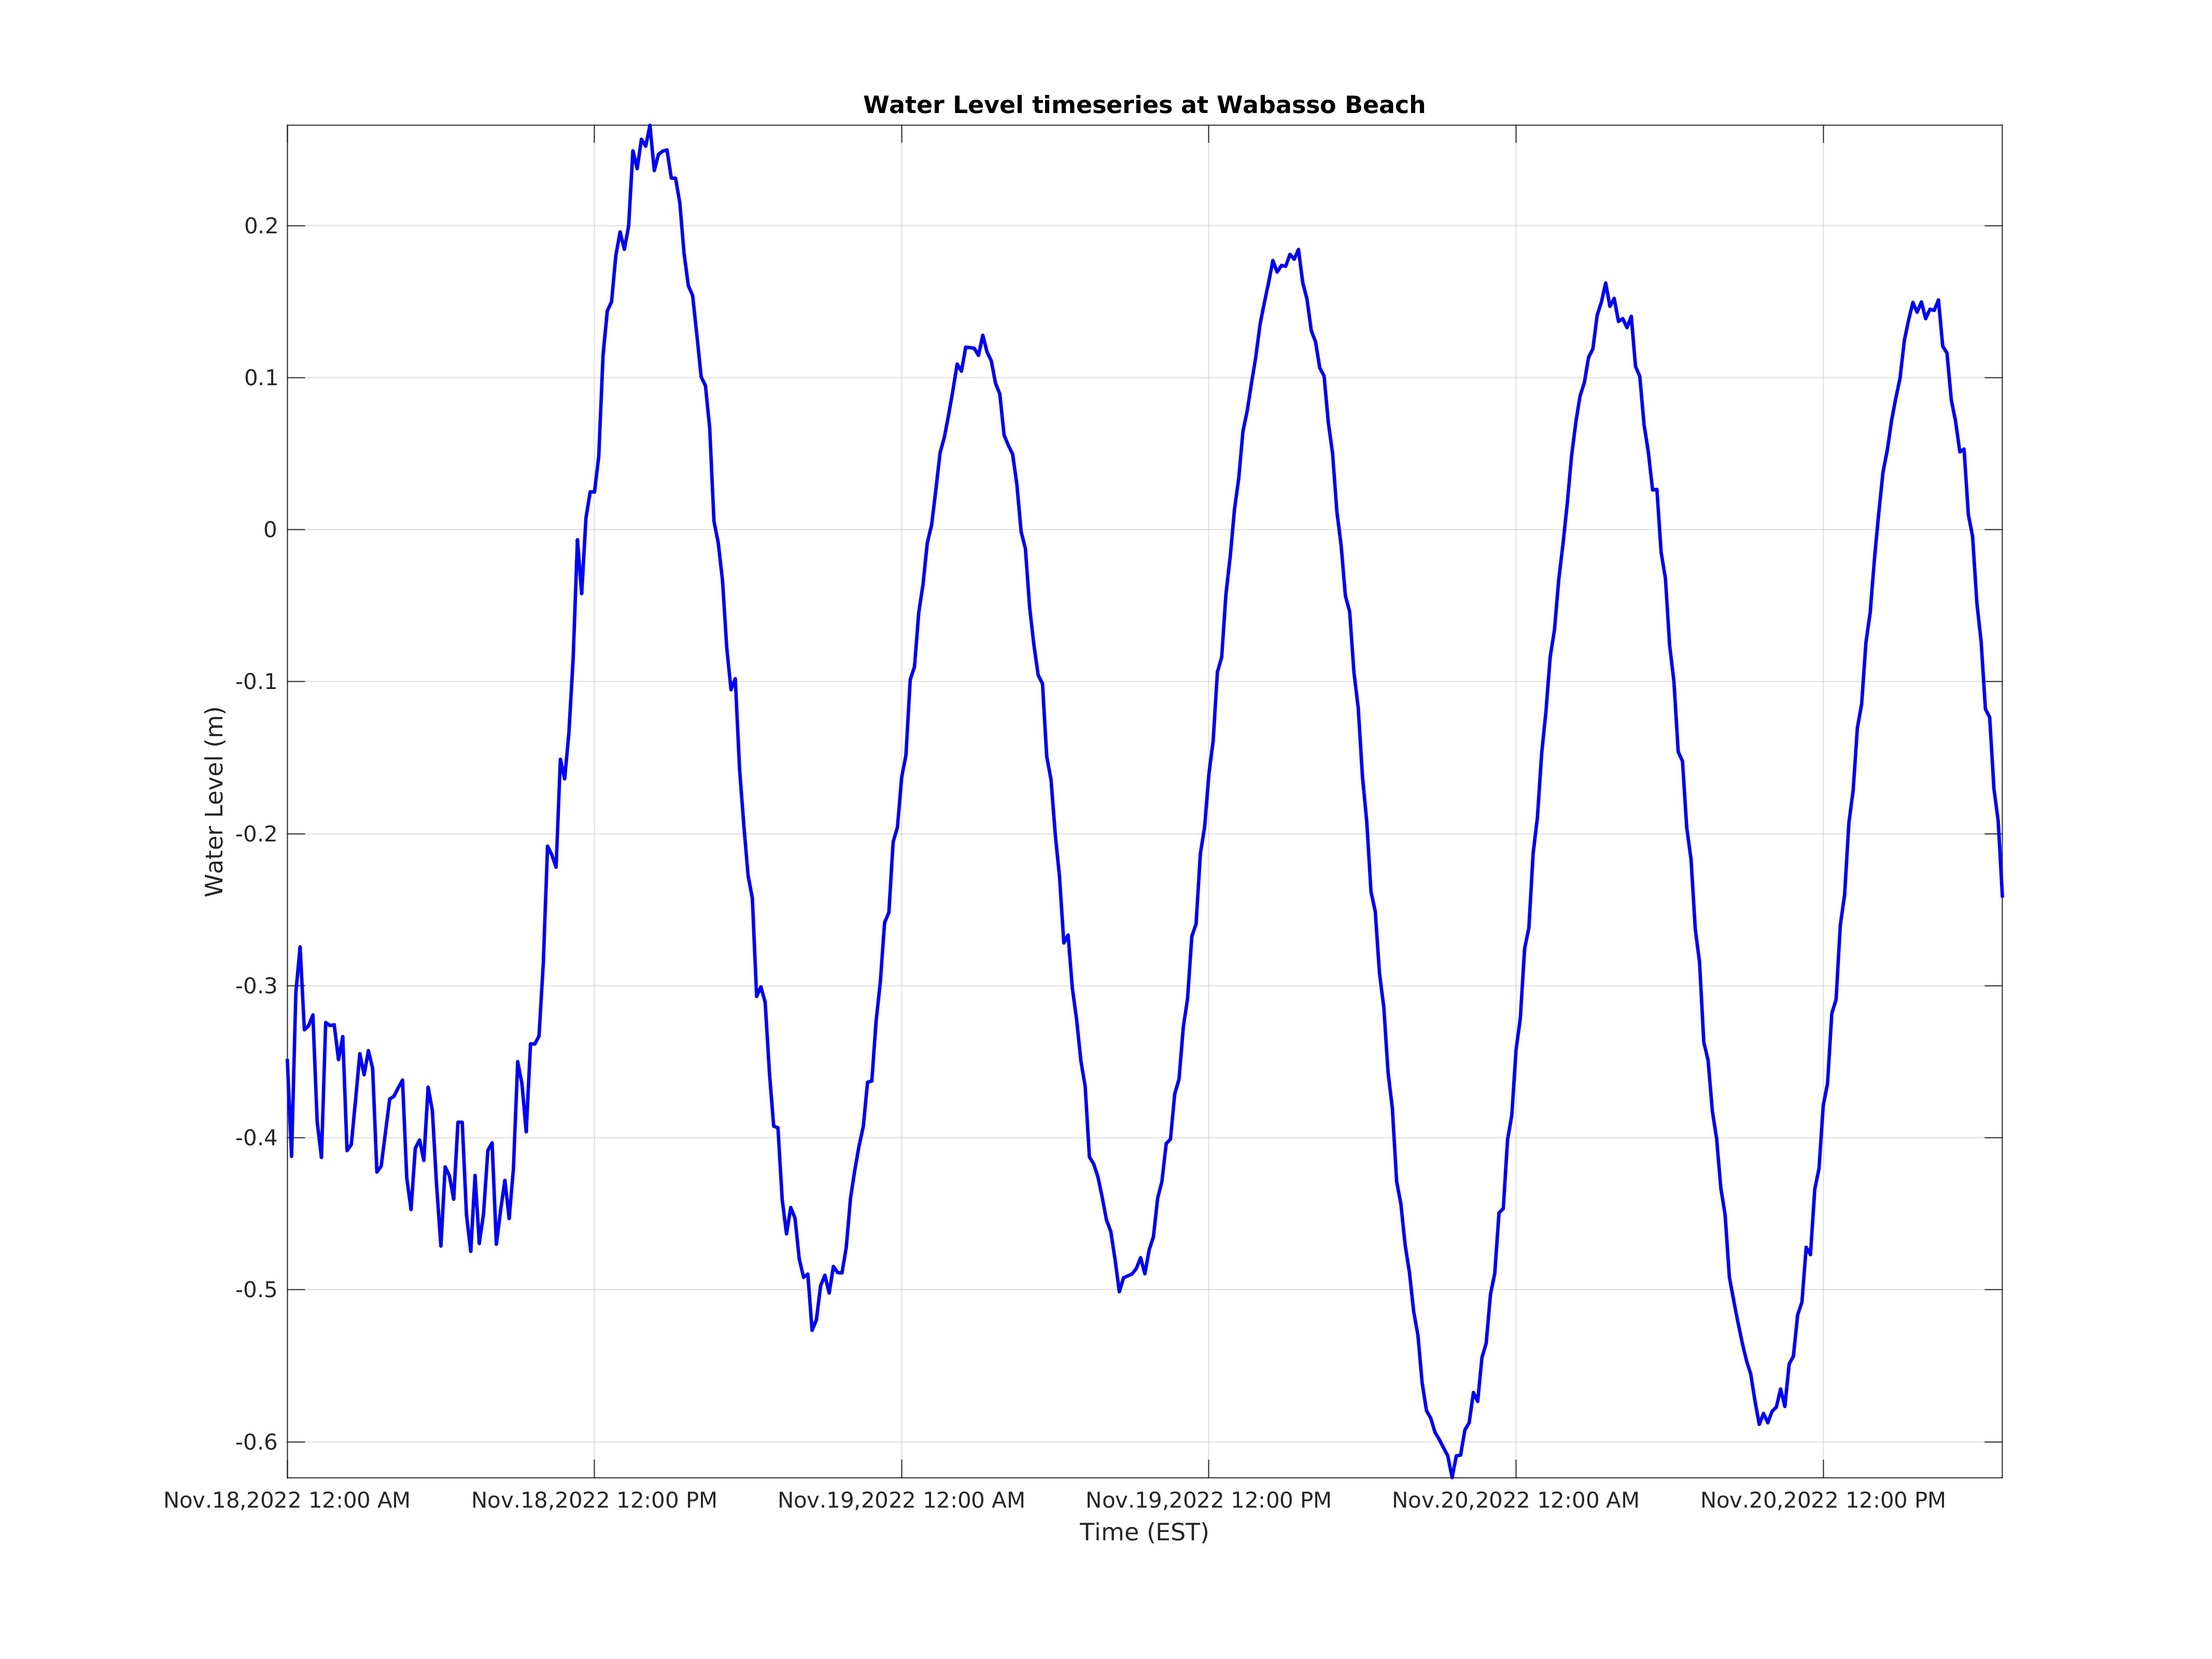 Water Level timeseries at Wabasso Beach
0.2
0.1
0
-0.1
-0.2
-0.3
-0.4
-0.5
-0.6
Water Level (m)
Nov.18,2022 12:00 AM Nov.18,2022 12:00 PM Nov.19,2022 12:00 AM Nov.19,2022 12:00 PM Nov.20,2022 12:00 AM Nov.20,2022 12:00 PM
Time (EST)